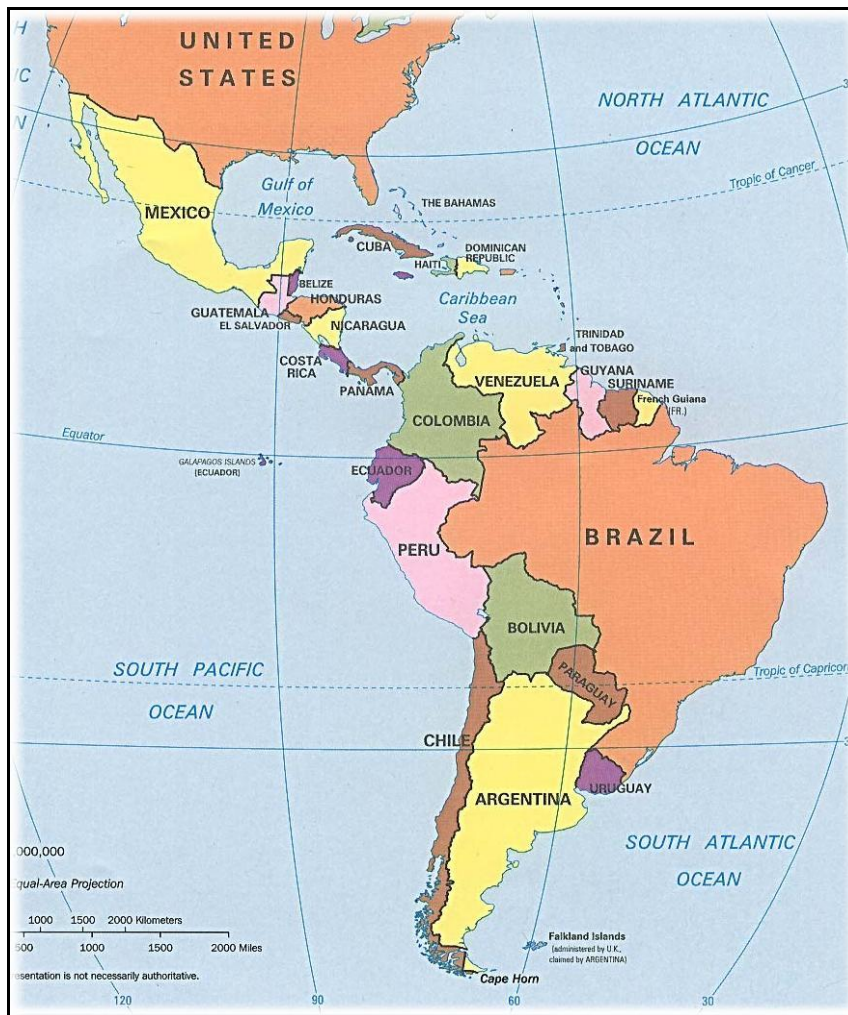 UNITED
STATES
NORTH ATLANTIC
OCEAN
Tropic of Cancer
Gulf of
Mexico
MEXICO
THE BAHAMAS
CUBA
HAITI
DOMINICAN
REPUBLIC
BELIZE
HONDURAS
GUATEMALA
EL SALVADOR
NICARAGUA
Caribbean
Sea
COSTA
RICA
PANAMA
TRINIDAD
and TOBAGO
VENEZUELA
GUYANA
SURINAME
French Guiana
(FR.)
COLOMBIA
Equator
GALAPAGOS ISLANDS
(ECUADOR)
ECUADOR
PERU
BRAZIL
BOLIVIA
SOUTH PACIFIC
OCEAN
PARAGUAY
Tropic of Capricorn
CHILE
ARGENTINA
URUGUAY
SOUTH ATLANTIC
OCEAN
000,000
Equal-Area Projection
1000 1500 2000 Kilometers
500 1000 1500 2000 Miles
Falkland Islands
(administered by U.K.,
claimed by ARGENTINA)
esentation is not necessarily authoritative.
Cape Horn
120 90 60 30